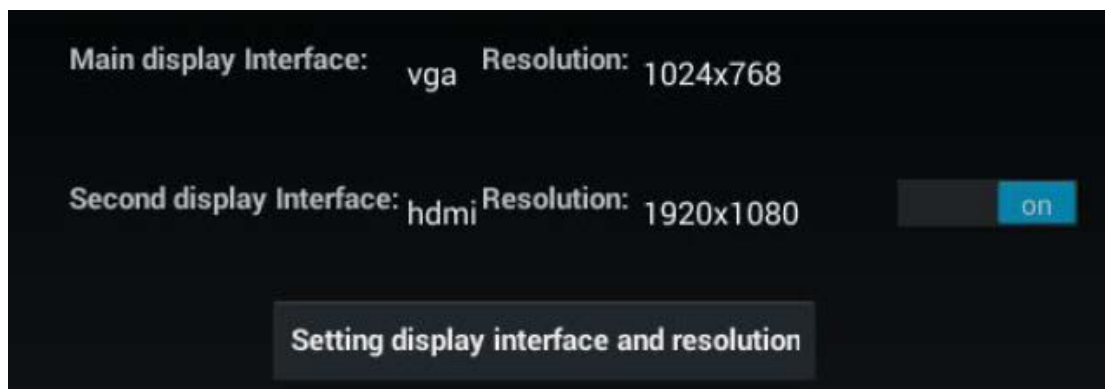 Main display Interface: vga Resolution: 1024x768
Second display Interface: hdmi Resolution: 1920x1080 on
Setting display interface and resolution